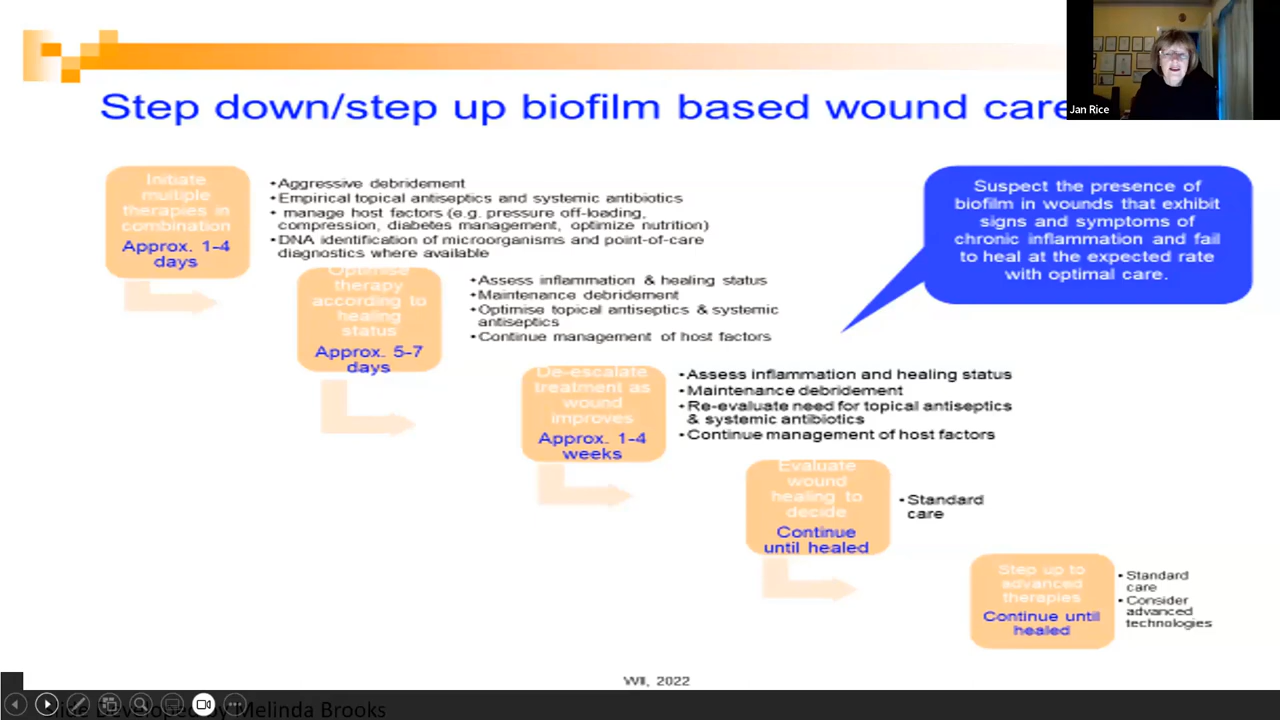 Jan Rice
Step down/step up biofilm based wound care
Initiate
multiple
therapies in
combination
Approx. 1-4
days
•Aggressive debridement
•Empirical topical antiseptics and systemic antibiotics
• manage host factors (e.g. pressure off-loading,
compression, diabetes management, optimize nutrition)
•DNA identification of microorganisms and point-of-care
diagnostics where available
Suspect the presence of
biofilm in wounds that exhibit
signs and symptoms of
chronic inflammation and fail
to heal at the expected rate
with optimal care.
Optimise
therapy
according to
healing
status
Approx. 5-7
days
•Assess inflammation & healing status
•Maintenance debridement
•Optimise topical antiseptics & systemic
antiseptics
•Continue management of host factors
De-escalate
treatment as
wound
improves
Approx. 1-4
weeks
•Assess inflammation and healing status
•Maintenance debridement
•Re-evaluate need for topical antiseptics
& systemic antibiotics
•Continue management of host factors
Evaluate
wound
healing to
decide
Continue
until healed
•Standard
care
Step up to
advanced
therapies
Continue until
healed
• Standard
care
• Consider
advanced
technologies
WII, 2022
Slide Developed by Melinda Brooks